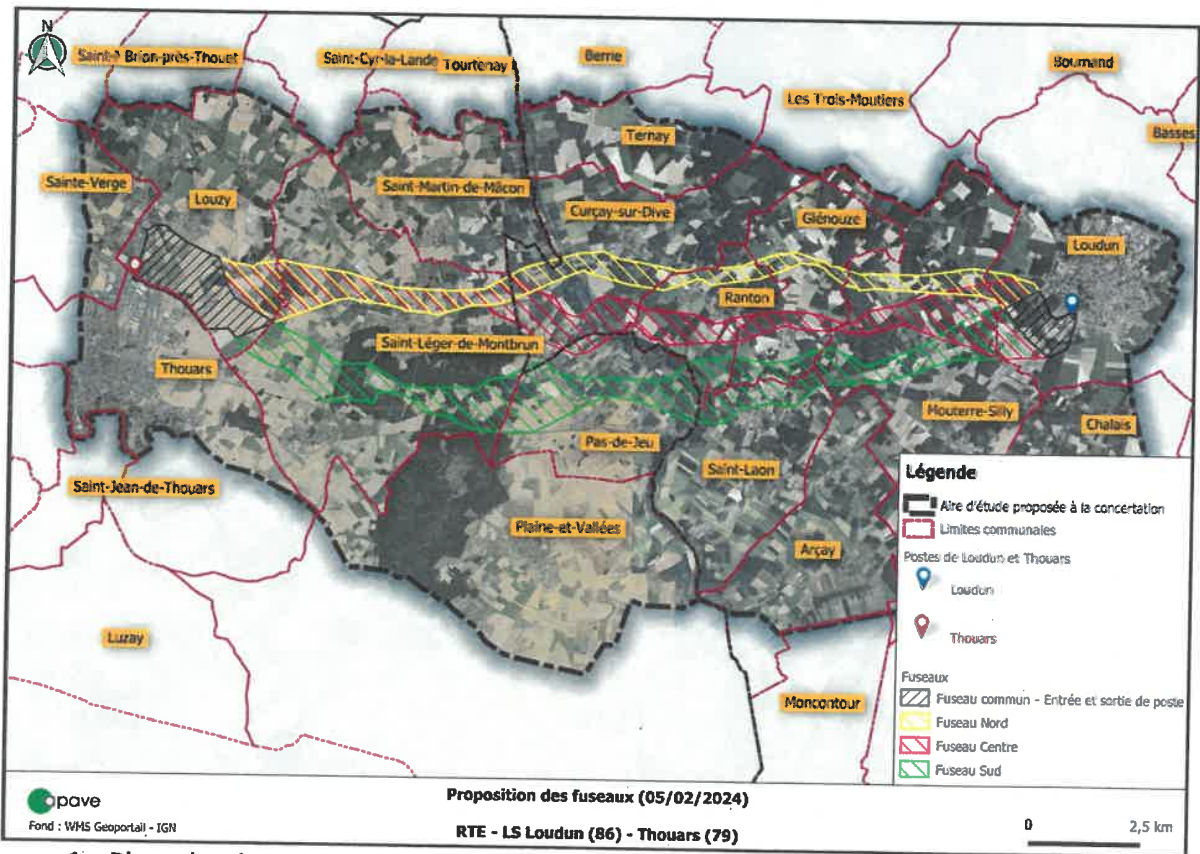 N
Brion-près-Thouet
Saint-Cyr-la-Lande
Tourtenay
Berrie
Bournand
Les Trois-Moutiers
Basses
Ternay
Sainte-Verge
Louzy
Saint-Martin-de-Mâcon
Curçay-sur-Dive
Glénouze
Loudun
Ranton
Saint-Léger-de-Montbrun
Thouars
Mouterre-Silly
Chalais
Pas-de-Jeu
Saint-Laon
Saint-Jean-de-Thouars
Plaine-et-Vallées
Arçay
Luzay
Moncontour
Légende
Aire d'étude proposée à la concertation
Limites communales
Postes de Loudun et Thouars
Loudun
Thouars
Fuseaux
Fuseau commun - Entrée et sortie de poste
Fuseau Nord
Fuseau Centre
Fuseau Sud
apave
Fond : WMS Geoportail - IGN
Proposition des fuseaux (05/02/2024)
RTE - LS Loudun (86) - Thouars (79)
0 2,5 km